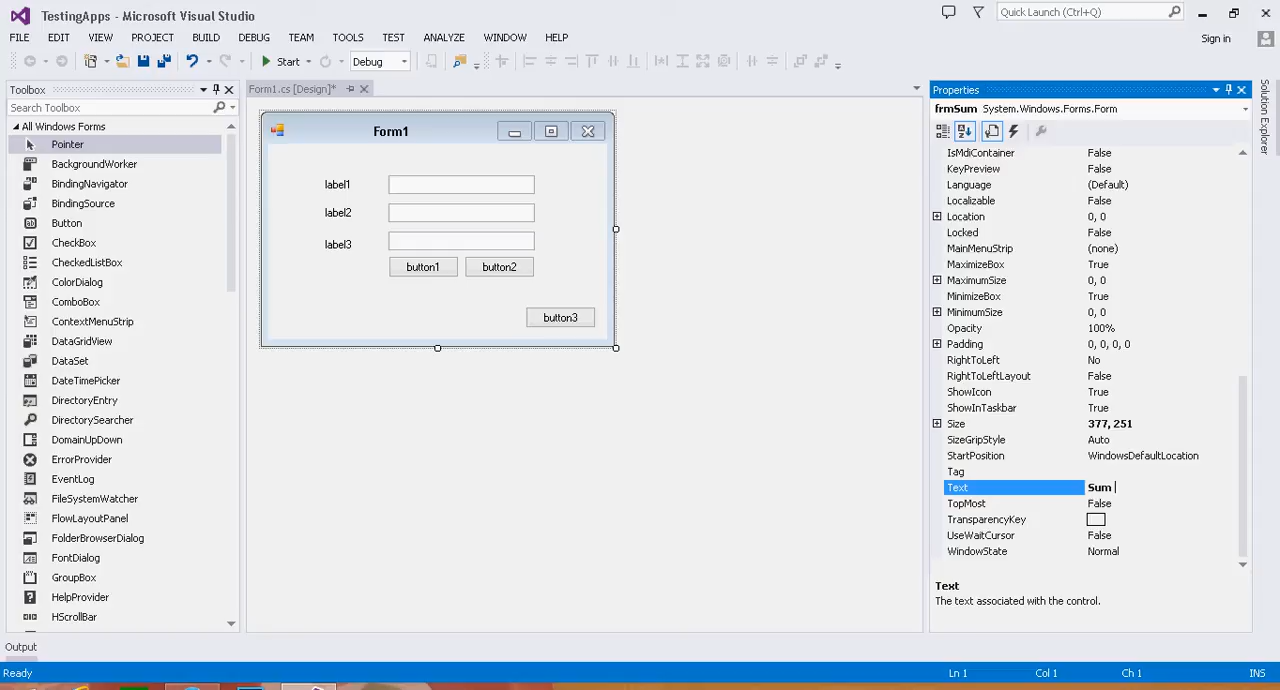 TestingApps - Microsoft Visual Studio
Quick Launch (Ctrl+Q)
FILE EDIT VIEW PROJECT BUILD DEBUG TEAM TOOLS TEST ANALYZE WINDOW HELP
Sign in
Start Debug
Toolbox
Search Toolbox
All Windows Forms
Pointer
BackgroundWorker
BindingNavigator
BindingSource
Button
CheckBox
CheckedListBox
ColorDialog
ComboBox
ContextMenuStrip
DataGridView
DataSet
DateTimePicker
DirectoryEntry
DirectorySearcher
DomainUpDown
ErrorProvider
EventLog
FileSystemWatcher
FlowLayoutPanel
FolderBrowserDialog
FontDialog
GroupBox
HelpProvider
HScrollBar
Form1.cs [Design]*
Form1
label1
label2
label3
button1 button2
button3
Properties
frmSum System.Windows.Forms.Form
IsMdiContainer False
KeyPreview False
Language (Default)
Localizable False
Location 0, 0
Locked False
MainMenuStrip (none)
MaximizeBox True
MaximumSize 0, 0
MinimizeBox True
MinimumSize 0, 0
Opacity 100%
Padding 0, 0, 0, 0
RightToLeft No
RightToLeftLayout False
ShowIcon True
ShowInTaskbar True
Size 377, 251
SizeGripStyle Auto
StartPosition WindowsDefaultLocation
Tag
Text Sum
TopMost False
TransparencyKey
UseWaitCursor False
WindowState Normal
Text
The text associated with the control.
Solution Explorer
Output
Ready Ln 1 Col 1 Ch 1 INS